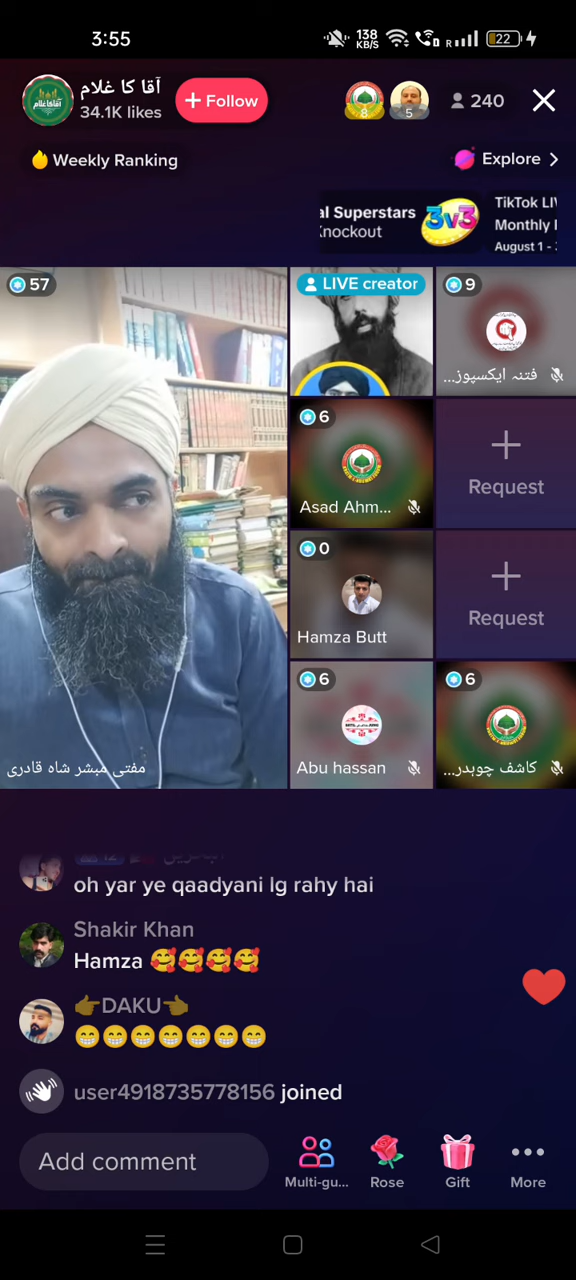 3:55
138
KB/S
R
22
آقا کا غلام
34.1K likes
+ Follow
8
5
240
Weekly Ranking
Explore
al Superstars
Knockout
3v3
TikTok LIV
Monthly
August 1 -
57
LIVE creator
9
فتنہ ایکسپوز...
6
Asad Ahm...
Request
0
Hamza Butt
Request
6
Abu hassan
6
کاشف چوہدر...
مفتی مبشر شاہ قادری
12
oh yar ye qaadyani lg rahy hai
Shakir Khan
Hamza 🥰🥰🥰🥰
👉DAKU👈
😁😁😁😁😁😁😁
user4918735778156 joined
Add comment
Multi-gu...
Rose
Gift
More